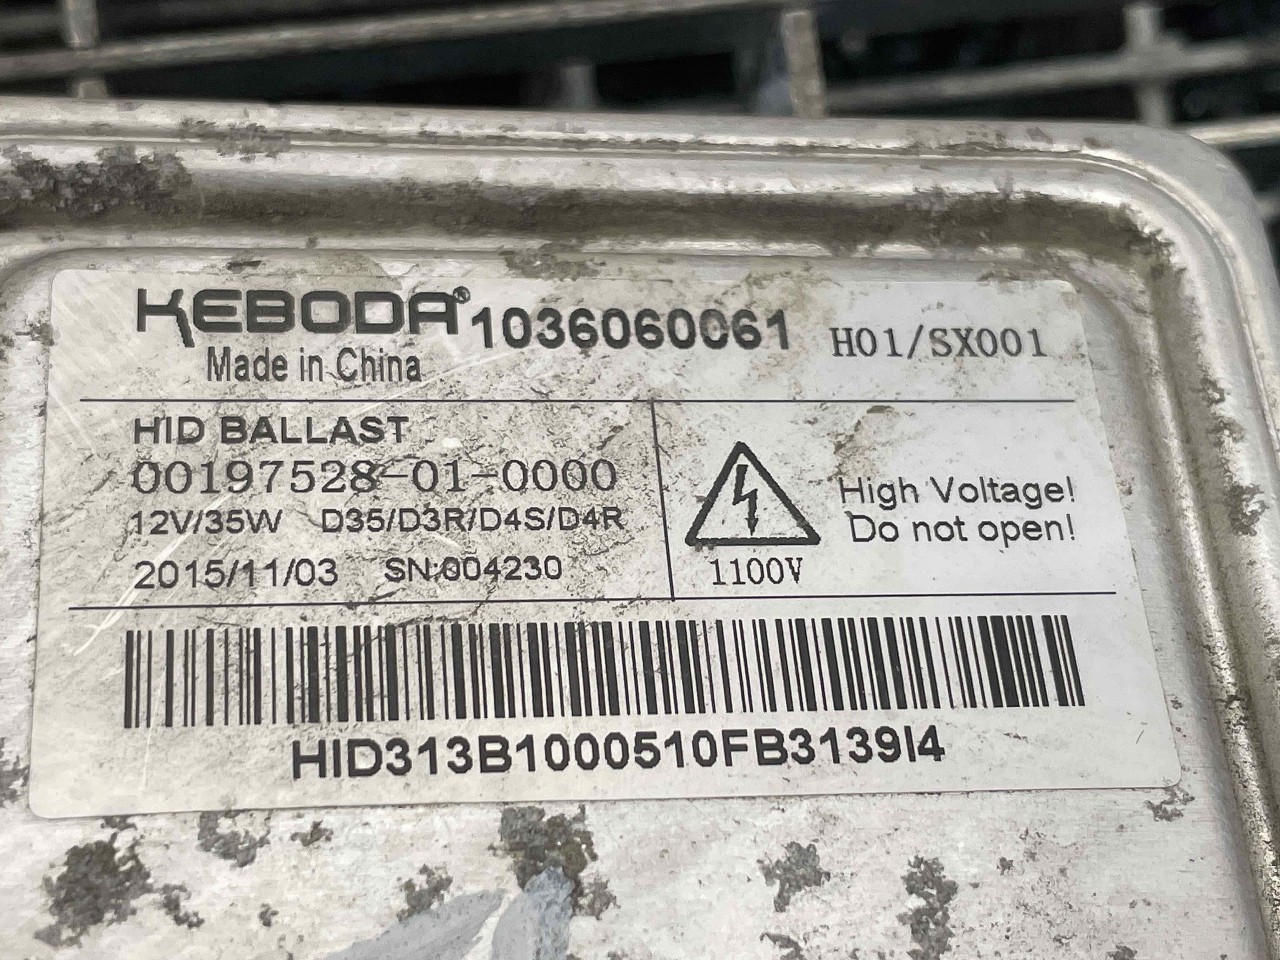 KEBODA® 1036060061 H01/SX001
Made in China
HID BALLAST
00197528-01-0000
12V/35W D35/D3R/D4S/D4R
2015/11/03 SN:004230
High Voltage!
Do not open!
1100V
HID313B1000510FB3139I4